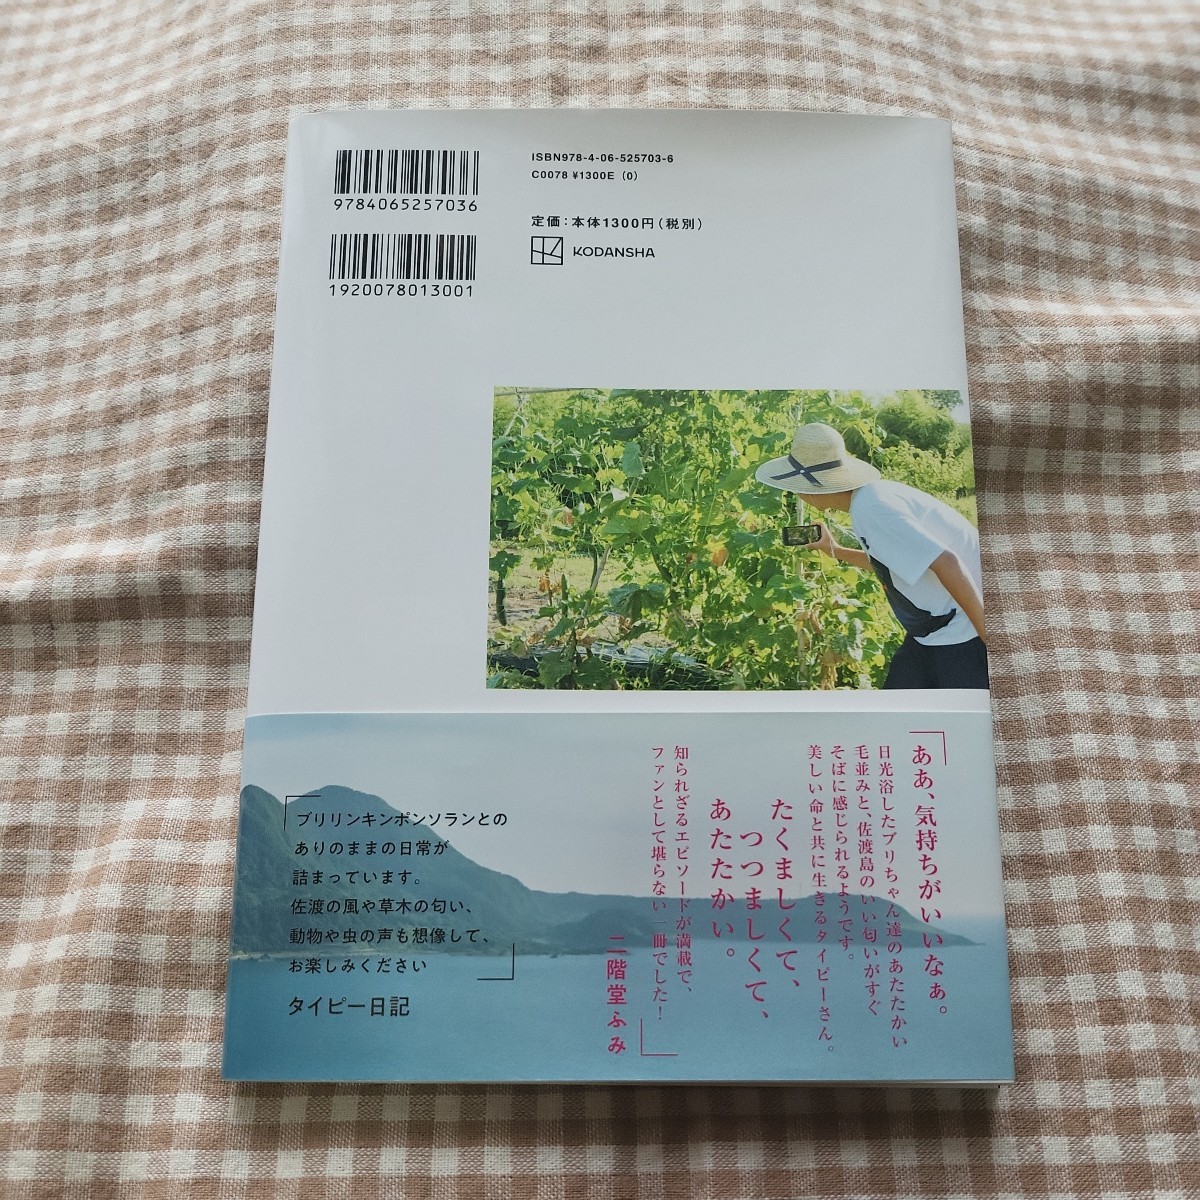 9784065257036
1920078013001
ISBN978-4-06-525703-6
C0078 ¥1300E (0)
定価：本体1300円（税別）
KODANSHA
「ああ、気持ちがいいなぁ。
日光浴したブリちゃん達のあたたかい
毛並みと、佐渡島のいい匂いがすぐ
そばに感じられるようです。
美しい命と共に生きるタイピーさん。
たくましくて、
つつましくて、
あたたかい。
知られざるエピソードが満載で、
ファンとして堪らない一冊でした！」
二階堂ふみ
「ブリリンキンポンソランとの
ありのままの日常が
詰まっています。
佐渡の風や草木の匂い、
動物や虫の声も想像して、
お楽しみください」
タイピー日記